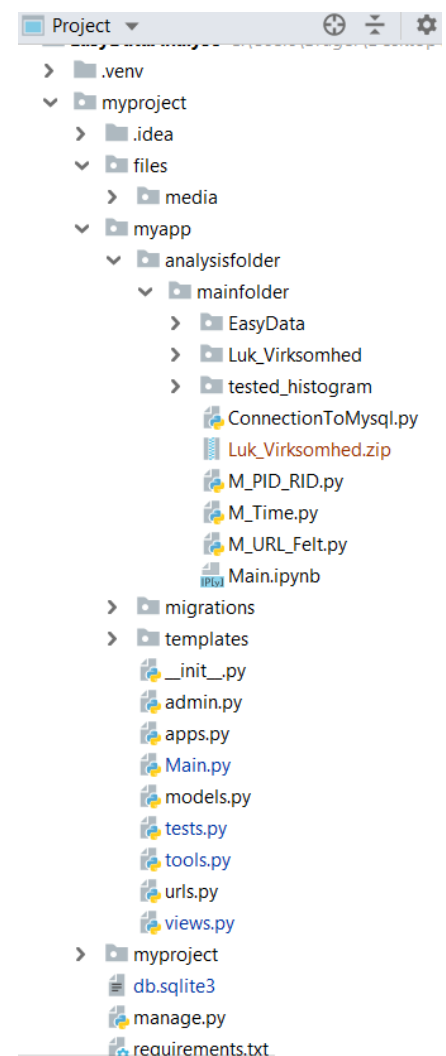 Project
.venv
myproject
.idea
files
media
myapp
analysisfolder
mainfolder
EasyData
Luk_Virksomhed
tested_histogram
ConnectionToMysql.py
Luk_Virksomhed.zip
M_PID_RID.py
M_Time.py
M_URL_Felt.py
IP[y] Main.ipynb
migrations
templates
__init__.py
admin.py
apps.py
Main.py
models.py
tests.py
tools.py
urls.py
views.py
myproject
db.sqlite3
manage.py
requirements.txt